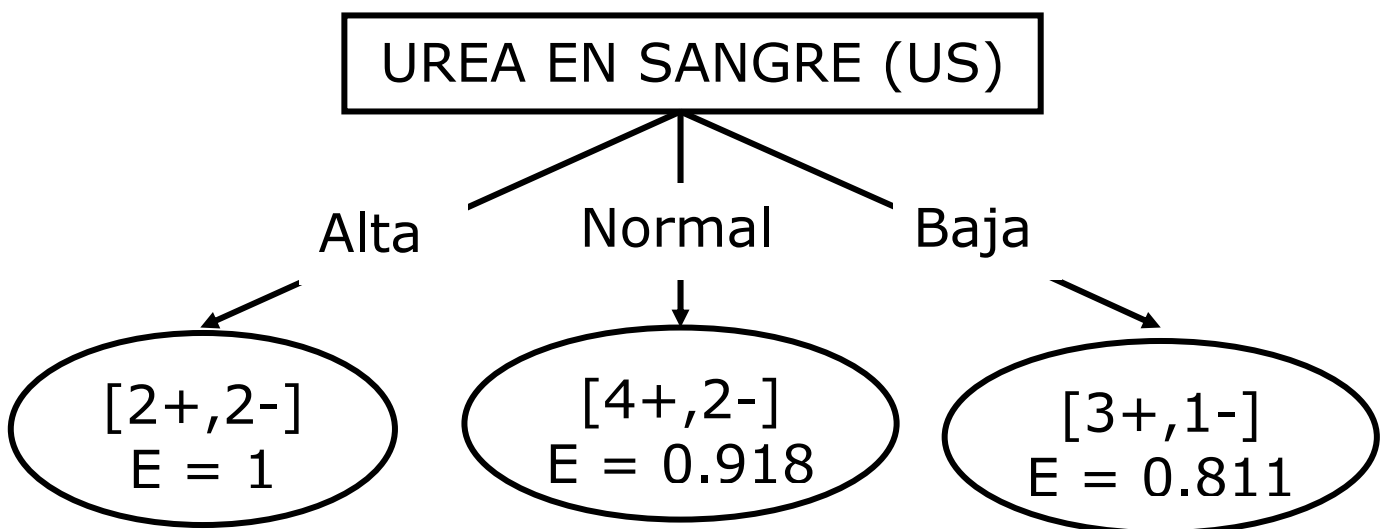 UREA EN SANGRE (US)
Alta
Normal
Baja
[2+,2-]
E = 1
[4+,2-]
E = 0.918
[3+,1-]
E = 0.811